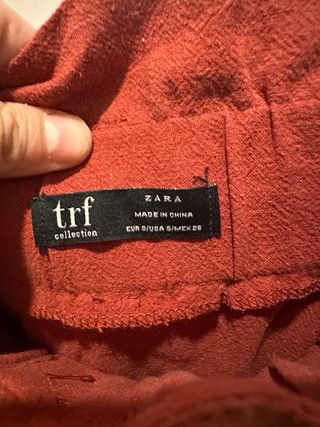 trf
collection
ZARA
MADE IN CHINA
EUR S/USA S/MEX 26